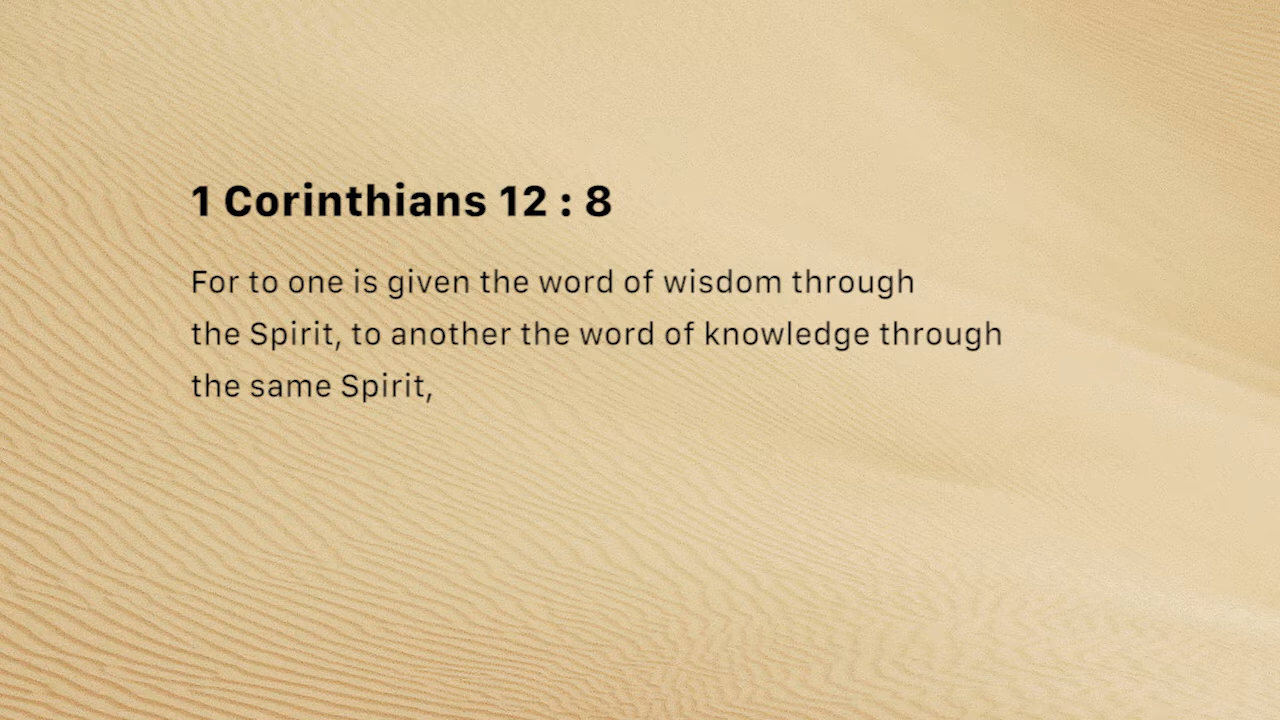 1 Corinthians 12 : 8
For to one is given the word of wisdom through
the Spirit, to another the word of knowledge through
the same Spirit,